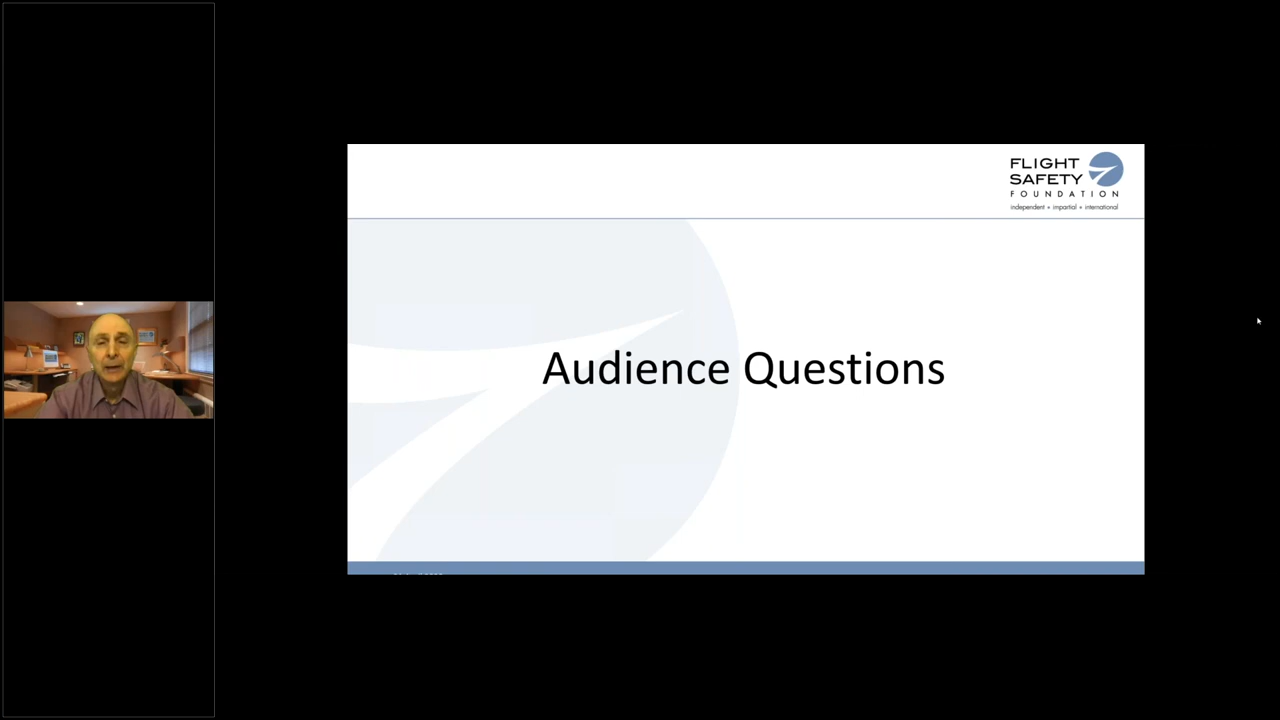 FLIGHT
SAFETY
FOUNDATION
independent • impartial • international
Audience Questions